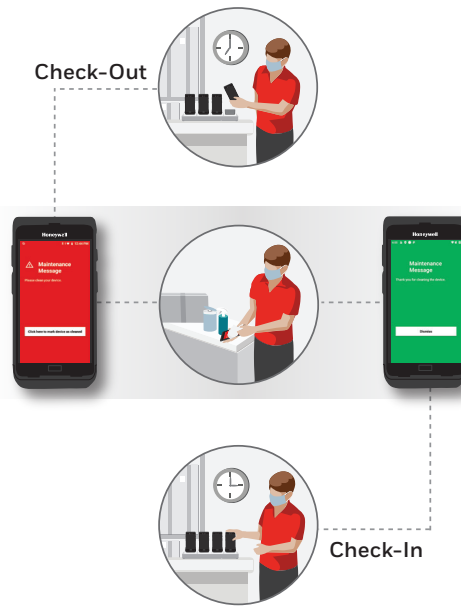 Check-Out
Honeywell
Maintenance
Message
Please clean your device.
Click here to mark device as cleaned
Honeywell
Maintenance
Message
Thank you for cleaning the device.
Dismiss
Check-In